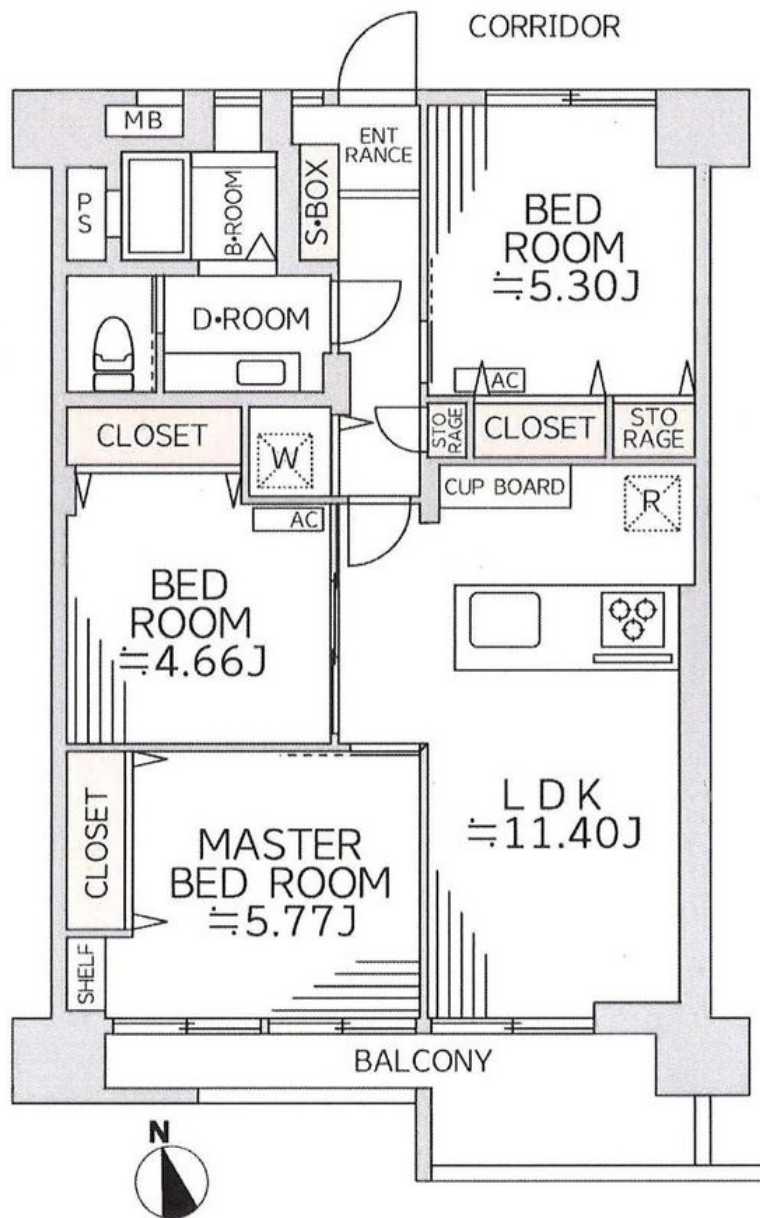 CORRIDOR
MB
ENT
RANCE
PS
B•ROOM
S•BOX
BED
ROOM
≒5.30J
D•ROOM
AC
CLOSET
W
STO
RAGE
CLOSET
STO
RAGE
CUP BOARD
R
AC
BED
ROOM
≒4.66J
LDK
≒11.40J
CLOSET
MASTER
BED ROOM
≒5.77J
SHELF
BALCONY
N